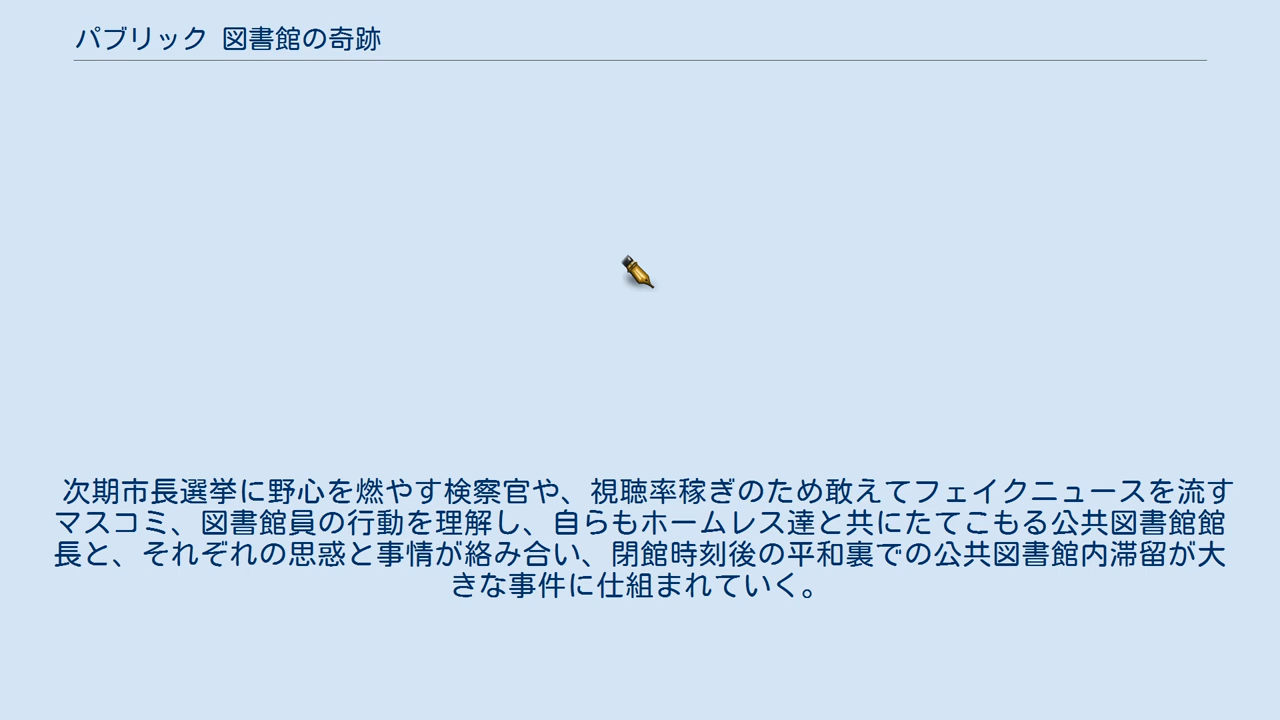 パブリック 図書館の奇跡
次期市長選挙に野心を燃やす検察官や、視聴率稼ぎのため敢えてフェイクニュースを流す
マスコミ、図書館員の行動を理解し、自らもホームレス達と共にたてこもる公共図書館館
長と、それぞれの思惑と事情が絡み合い、閉館時刻後の平和裏での公共図書館内滞留が大
きな事件に仕組まれていく。